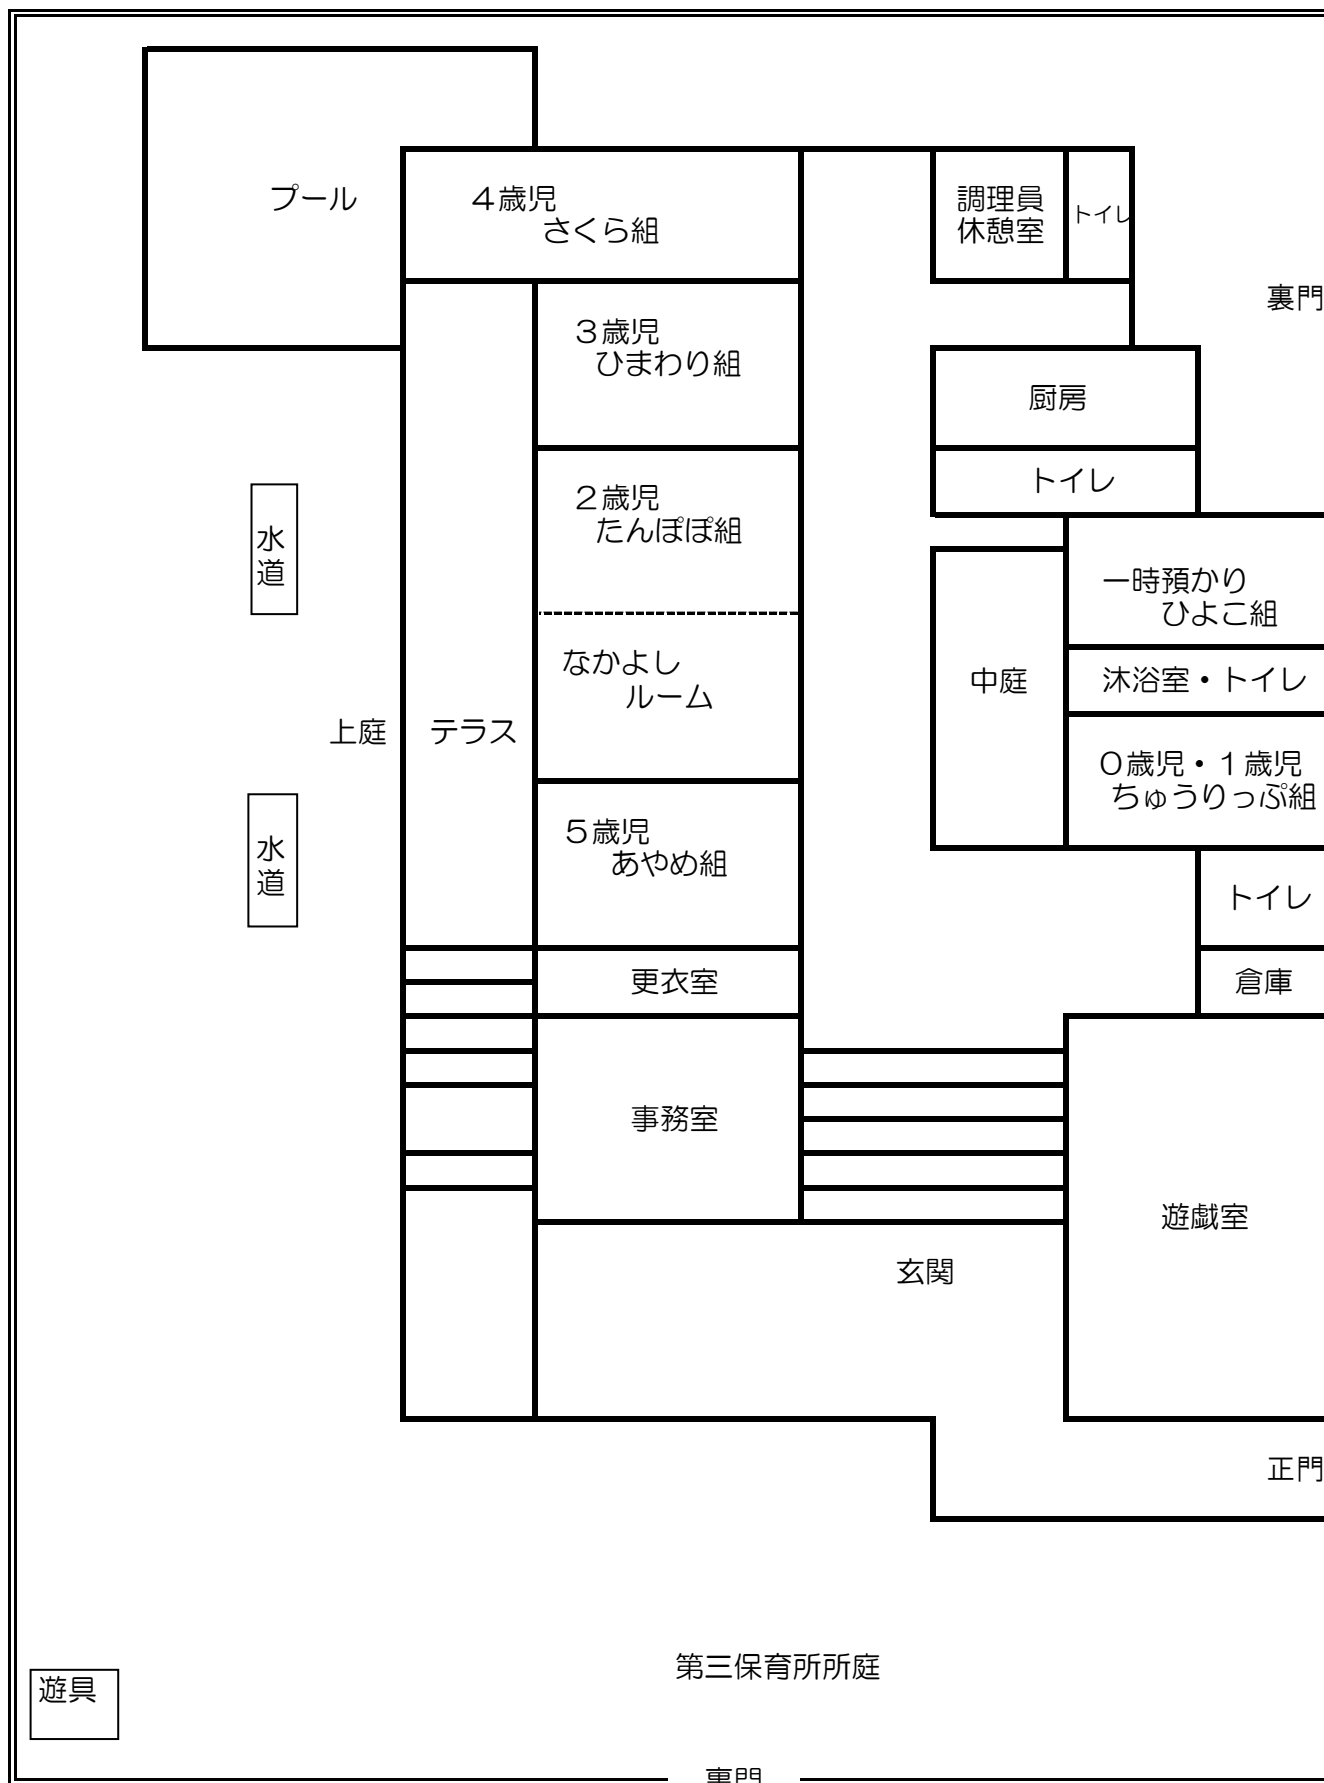 プール
４歳児
さくら組
調理員
休憩室
トイレ
裏門
３歳児
ひまわり組
厨房
トイレ
２歳児
たんぽぽ組
水
道
一時預かり
ひよこ組
なかよし
ルーム
中庭
沐浴室・トイレ
上庭
テラス
０歳児・１歳児
ちゅうりっぷ組
５歳児
あやめ組
水
道
トイレ
更衣室
倉庫
事務室
遊戯室
玄関
正門
第三保育所所庭
遊具
裏門